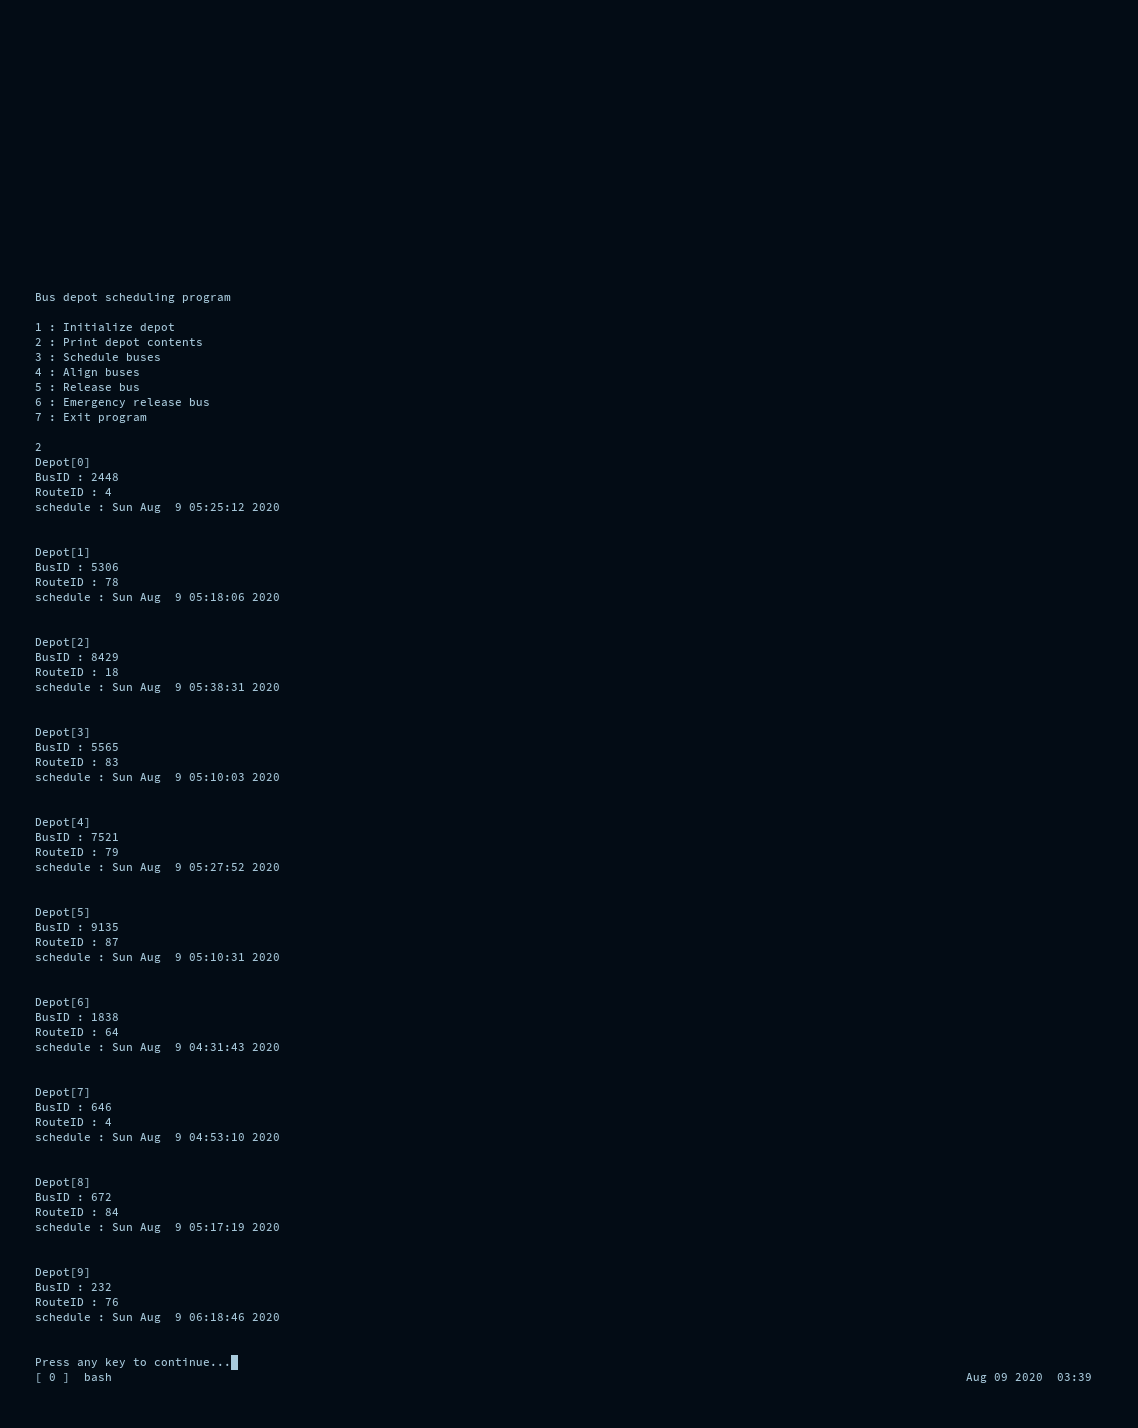 Bus depot scheduling program
1 : Initialize depot
2 : Print depot contents
3 : Schedule buses
4 : Align buses
5 : Release bus
6 : Emergency release bus
7 : Exit program
2
Depot[0]
BusID : 2448
RouteID : 4
schedule : Sun Aug  9 05:25:12 2020
Depot[1]
BusID : 5306
RouteID : 78
schedule : Sun Aug  9 05:18:06 2020
Depot[2]
BusID : 8429
RouteID : 18
schedule : Sun Aug  9 05:38:31 2020
Depot[3]
BusID : 5565
RouteID : 83
schedule : Sun Aug  9 05:10:03 2020
Depot[4]
BusID : 7521
RouteID : 79
schedule : Sun Aug  9 05:27:52 2020
Depot[5]
BusID : 9135
RouteID : 87
schedule : Sun Aug  9 05:10:31 2020
Depot[6]
BusID : 1838
RouteID : 64
schedule : Sun Aug  9 04:31:43 2020
Depot[7]
BusID : 646
RouteID : 4
schedule : Sun Aug  9 04:53:10 2020
Depot[8]
BusID : 672
RouteID : 84
schedule : Sun Aug  9 05:17:19 2020
Depot[9]
BusID : 232
RouteID : 76
schedule : Sun Aug  9 06:18:46 2020
Press any key to continue...
[ 0 ]  bash  Aug 09 2020  03:39